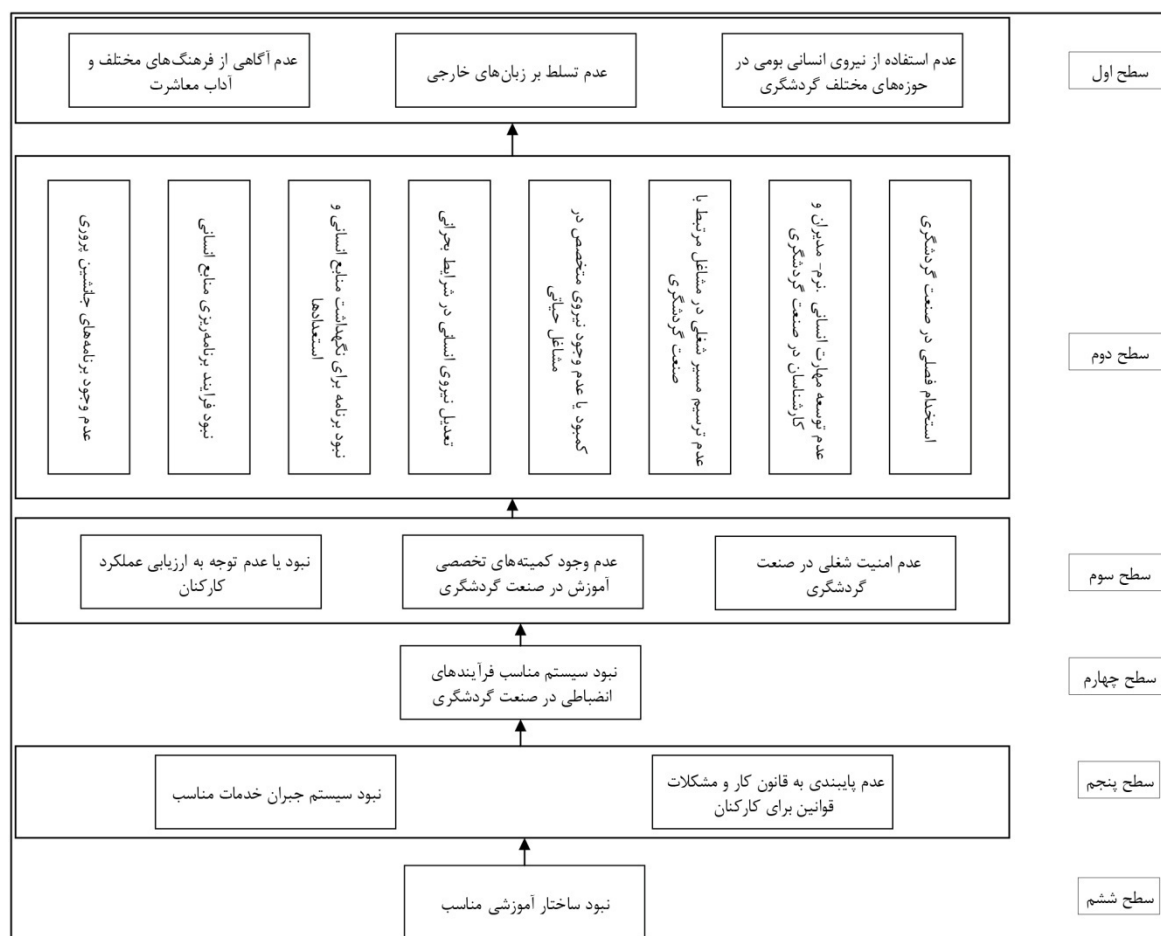 سطح اول
عدم استفاده از نیروی انسانی بومی در
حوزه‌های مختلف گردشگری
عدم تسلط بر زبان‌های خارجی
عدم آگاهی از فرهنگ‌های مختلف و
آداب معاشرت
سطح دوم
استخدام فصلی در صنعت گردشگری
عدم توسعه مهارت انسانی .نرم- مدیران و
کارشناسان در صنعت گردشگری
عدم ترسیم مسیر شغلی در مشاغل مرتبط با
صنعت گردشگری
کمبود یا عدم وجود نیروی متخصص در
مشاغل حیاتی
تعدیل نیروی انسانی در شرایط بحرانی
نبود برنامه برای نگهداشت منابع انسانی و
استعدادها
نبود فرایند برنامه‌ریزی منابع انسانی
عدم وجود برنامه‌های جانشین پروری
سطح سوم
عدم امنیت شغلی در صنعت
گردشگری
عدم وجود کمیته‌های تخصصی
آموزش در صنعت گردشگری
نبود یا عدم توجه به ارزیابی عملکرد
کارکنان
سطح چهارم
نبود سیستم مناسب فرآیندهای
انضباطی در صنعت گردشگری
سطح پنجم
عدم پایبندی به قانون کار و مشکلات
قوانین برای کارکنان
نبود سیستم جبران خدمات مناسب
سطح ششم
نبود ساختار آموزشی مناسب